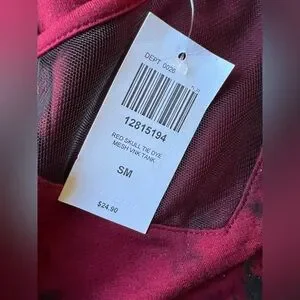 DEPT. 0026
12815194
RED SKULL TIE DYE
MESH VNK TANK
SM
$24.90